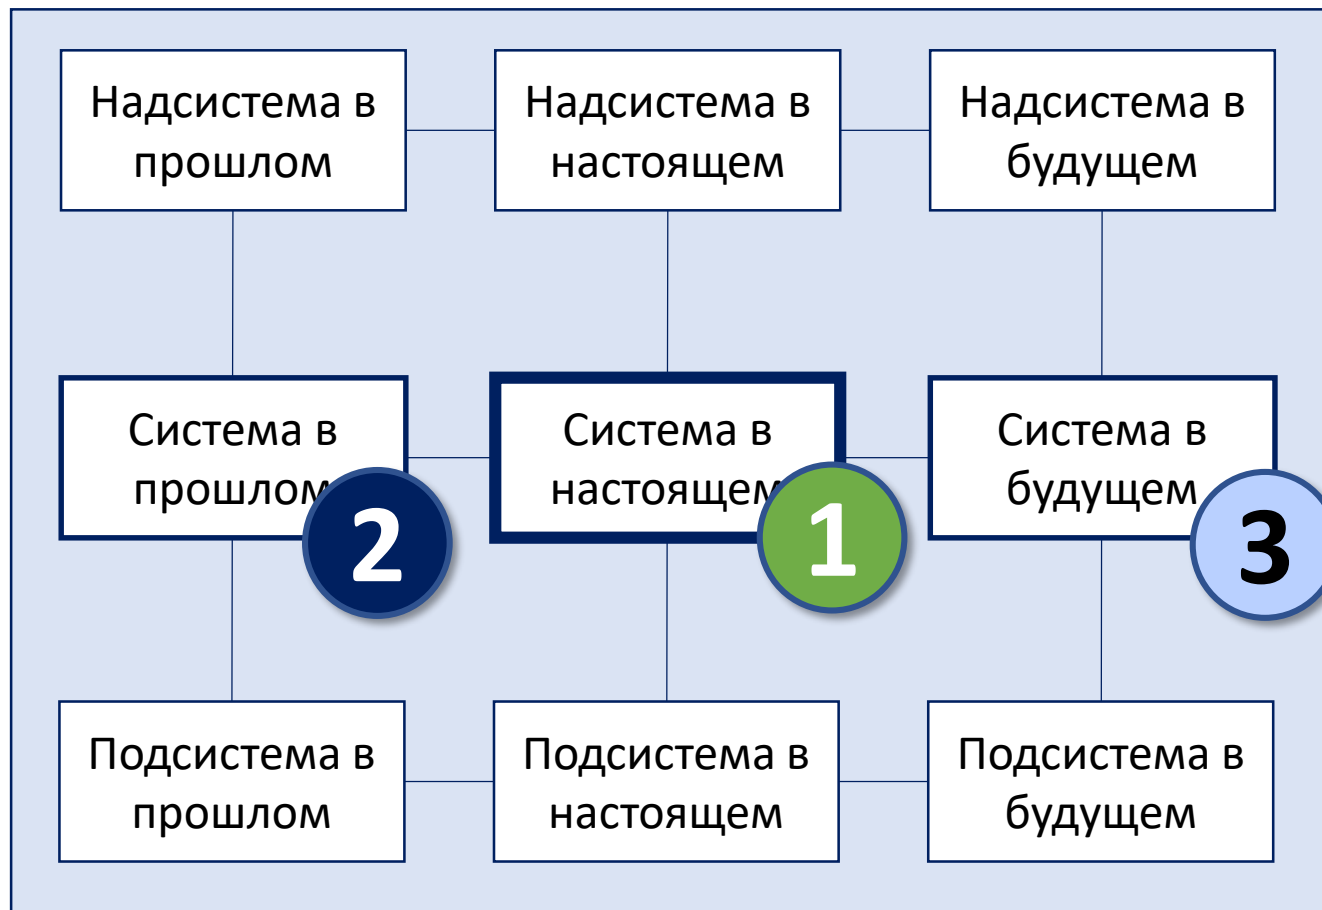 Надсистема в
прошлом
Надсистема в
настоящем
Надсистема в
будущем
Система в
прошлом
2
Система в
настоящем
1
Система в
будущем
3
Подсистема в
прошлом
Подсистема в
настоящем
Подсистема в
будущем